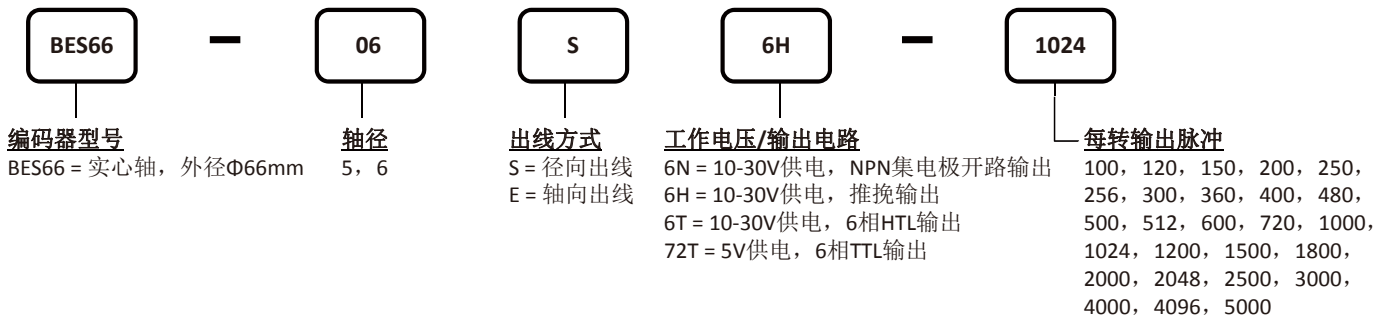 BES66 – 06 S 6H – 1024
编码器型号
BES66 = 实心轴，外径Φ66mm
轴径
5，6
出线方式
S = 径向出线
E = 轴向出线
工作电压/输出电路
6N = 10-30V供电，NPN集电极开路输出
6H = 10-30V供电，推挽输出
6T = 10-30V供电，6相HTL输出
72T = 5V供电，6相TTL输出
每转输出脉冲
100，120，150，200，250，
256，300，360，400，480，
500，512，600，720，1000，
1024，1200，1500，1800，
2000，2048，2500，3000，
4000，4096，5000